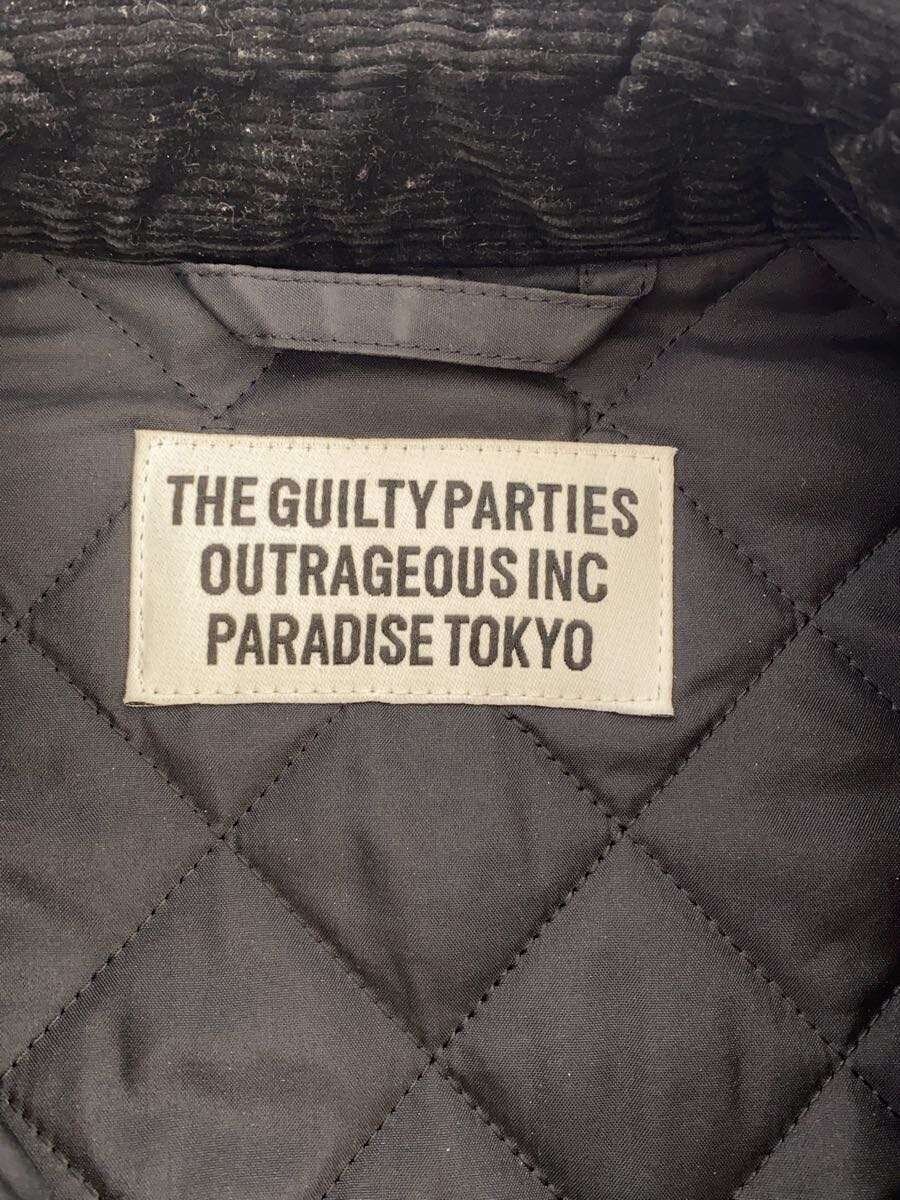 THE GUILTY PARTIES
OUTRAGEOUS INC
PARADISE TOKYO